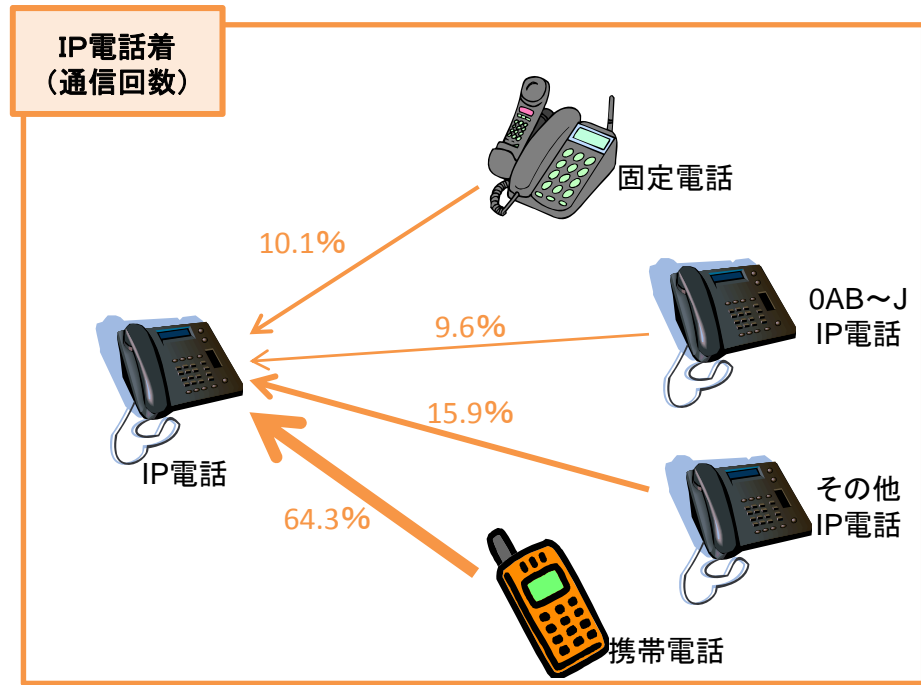 IP電話着
（通信回数）
固定電話
10.1%
0AB～J
IP電話
9.6%
15.9%
IP電話
その他
IP電話
64.3%
携帯電話